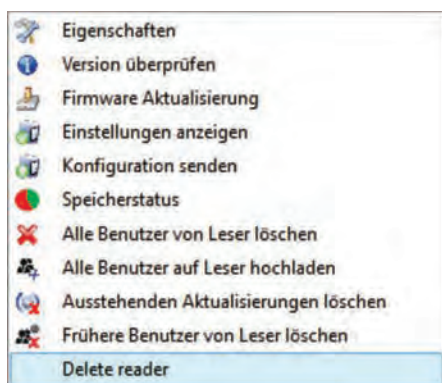 Eigenschaften
Version überprüfen
Firmware Aktualisierung
Einstellungen anzeigen
Konfiguration senden
Speicherstatus
Alle Benutzer von Leser löschen
Alle Benutzer auf Leser hochladen
Ausstehenden Aktualisierungen löschen
Frühere Benutzer von Leser löschen
Delete reader